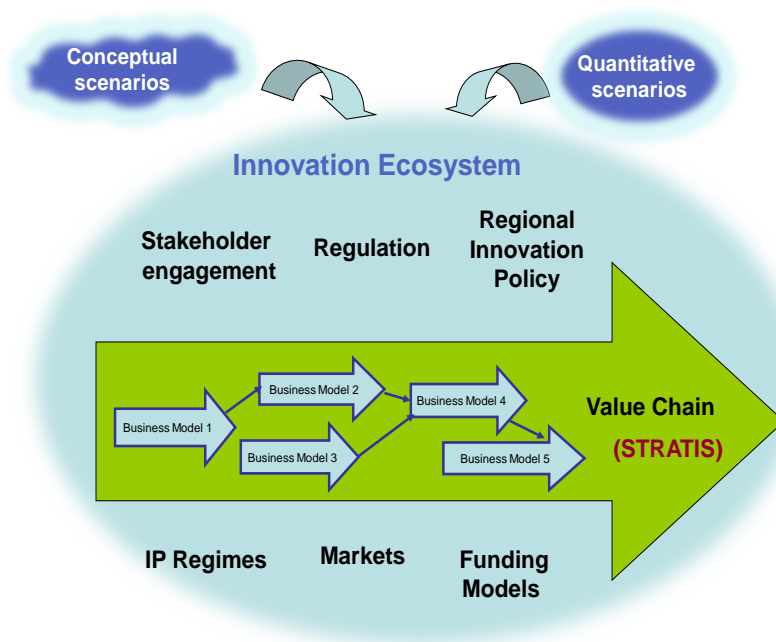 Conceptual
scenarios
Quantitative
scenarios
Innovation Ecosystem
Stakeholder
engagement
Regulation
Regional
Innovation
Policy
Business Model 1
Business Model 2
Business Model 3
Business Model 4
Business Model 5
Value Chain
(STRATIS)
IP Regimes
Markets
Funding
Models